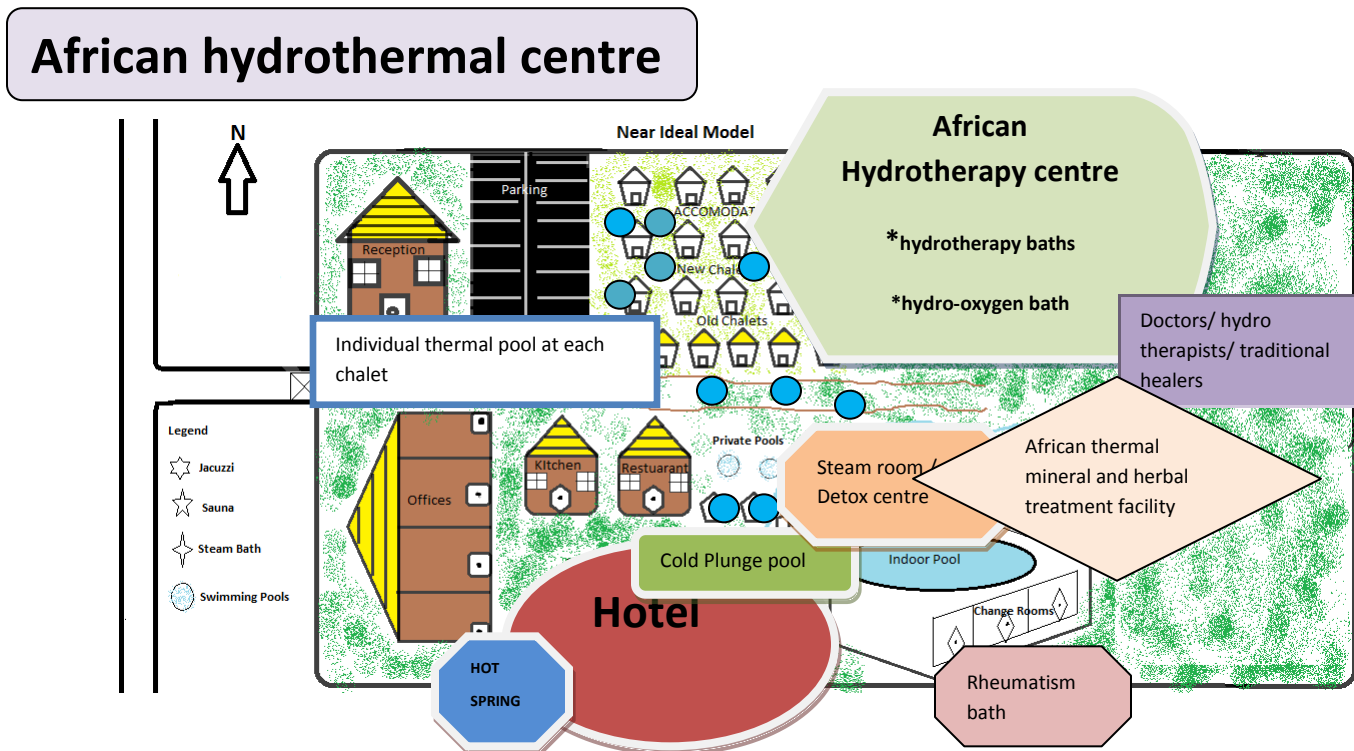 African hydrothermal centre
N
Near Ideal Model
Parking
African
Hydrotherapy centre
*hydrotherapy baths
*hydro-oxygen bath
ACCOMODAT
Reception
New Chale
Old Chalets
Individual thermal pool at each
chalet
Doctors/ hydro
therapists/ traditional
healers
Legend
Jacuzzi
Sauna
Steam Bath
Swimming Pools
Offices
KItchen
Restuarant
Private Pools
Steam room /
Detox centre
African thermal
mineral and herbal
treatment facility
Cold Plunge pool
Indoor Pool
Hotel
Change Rooms
HOT
SPRING
Rheumatism
bath